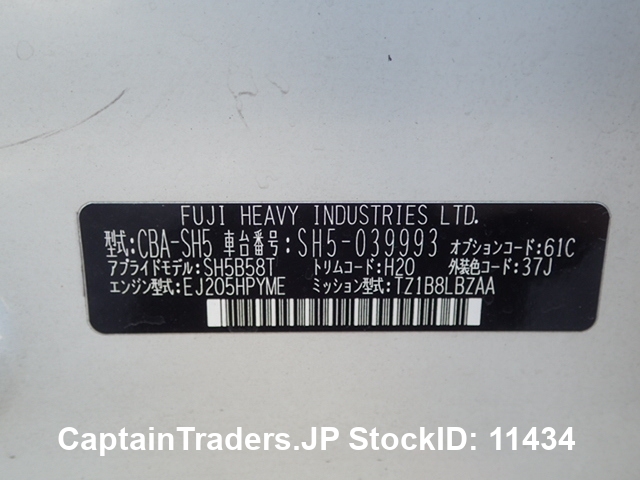 FUJI HEAVY INDUSTRIES LTD.
型式:CBA-SH5 車台番号:SH5-039993 オプションコード:61C
アプライドモデル:SH5B58T トリムコード:H20 外装色コード:37J
エンジン型式:EJ205HPYME ミッション型式:TZ1B8LBZAA
CaptainTraders.JP StockID: 11434